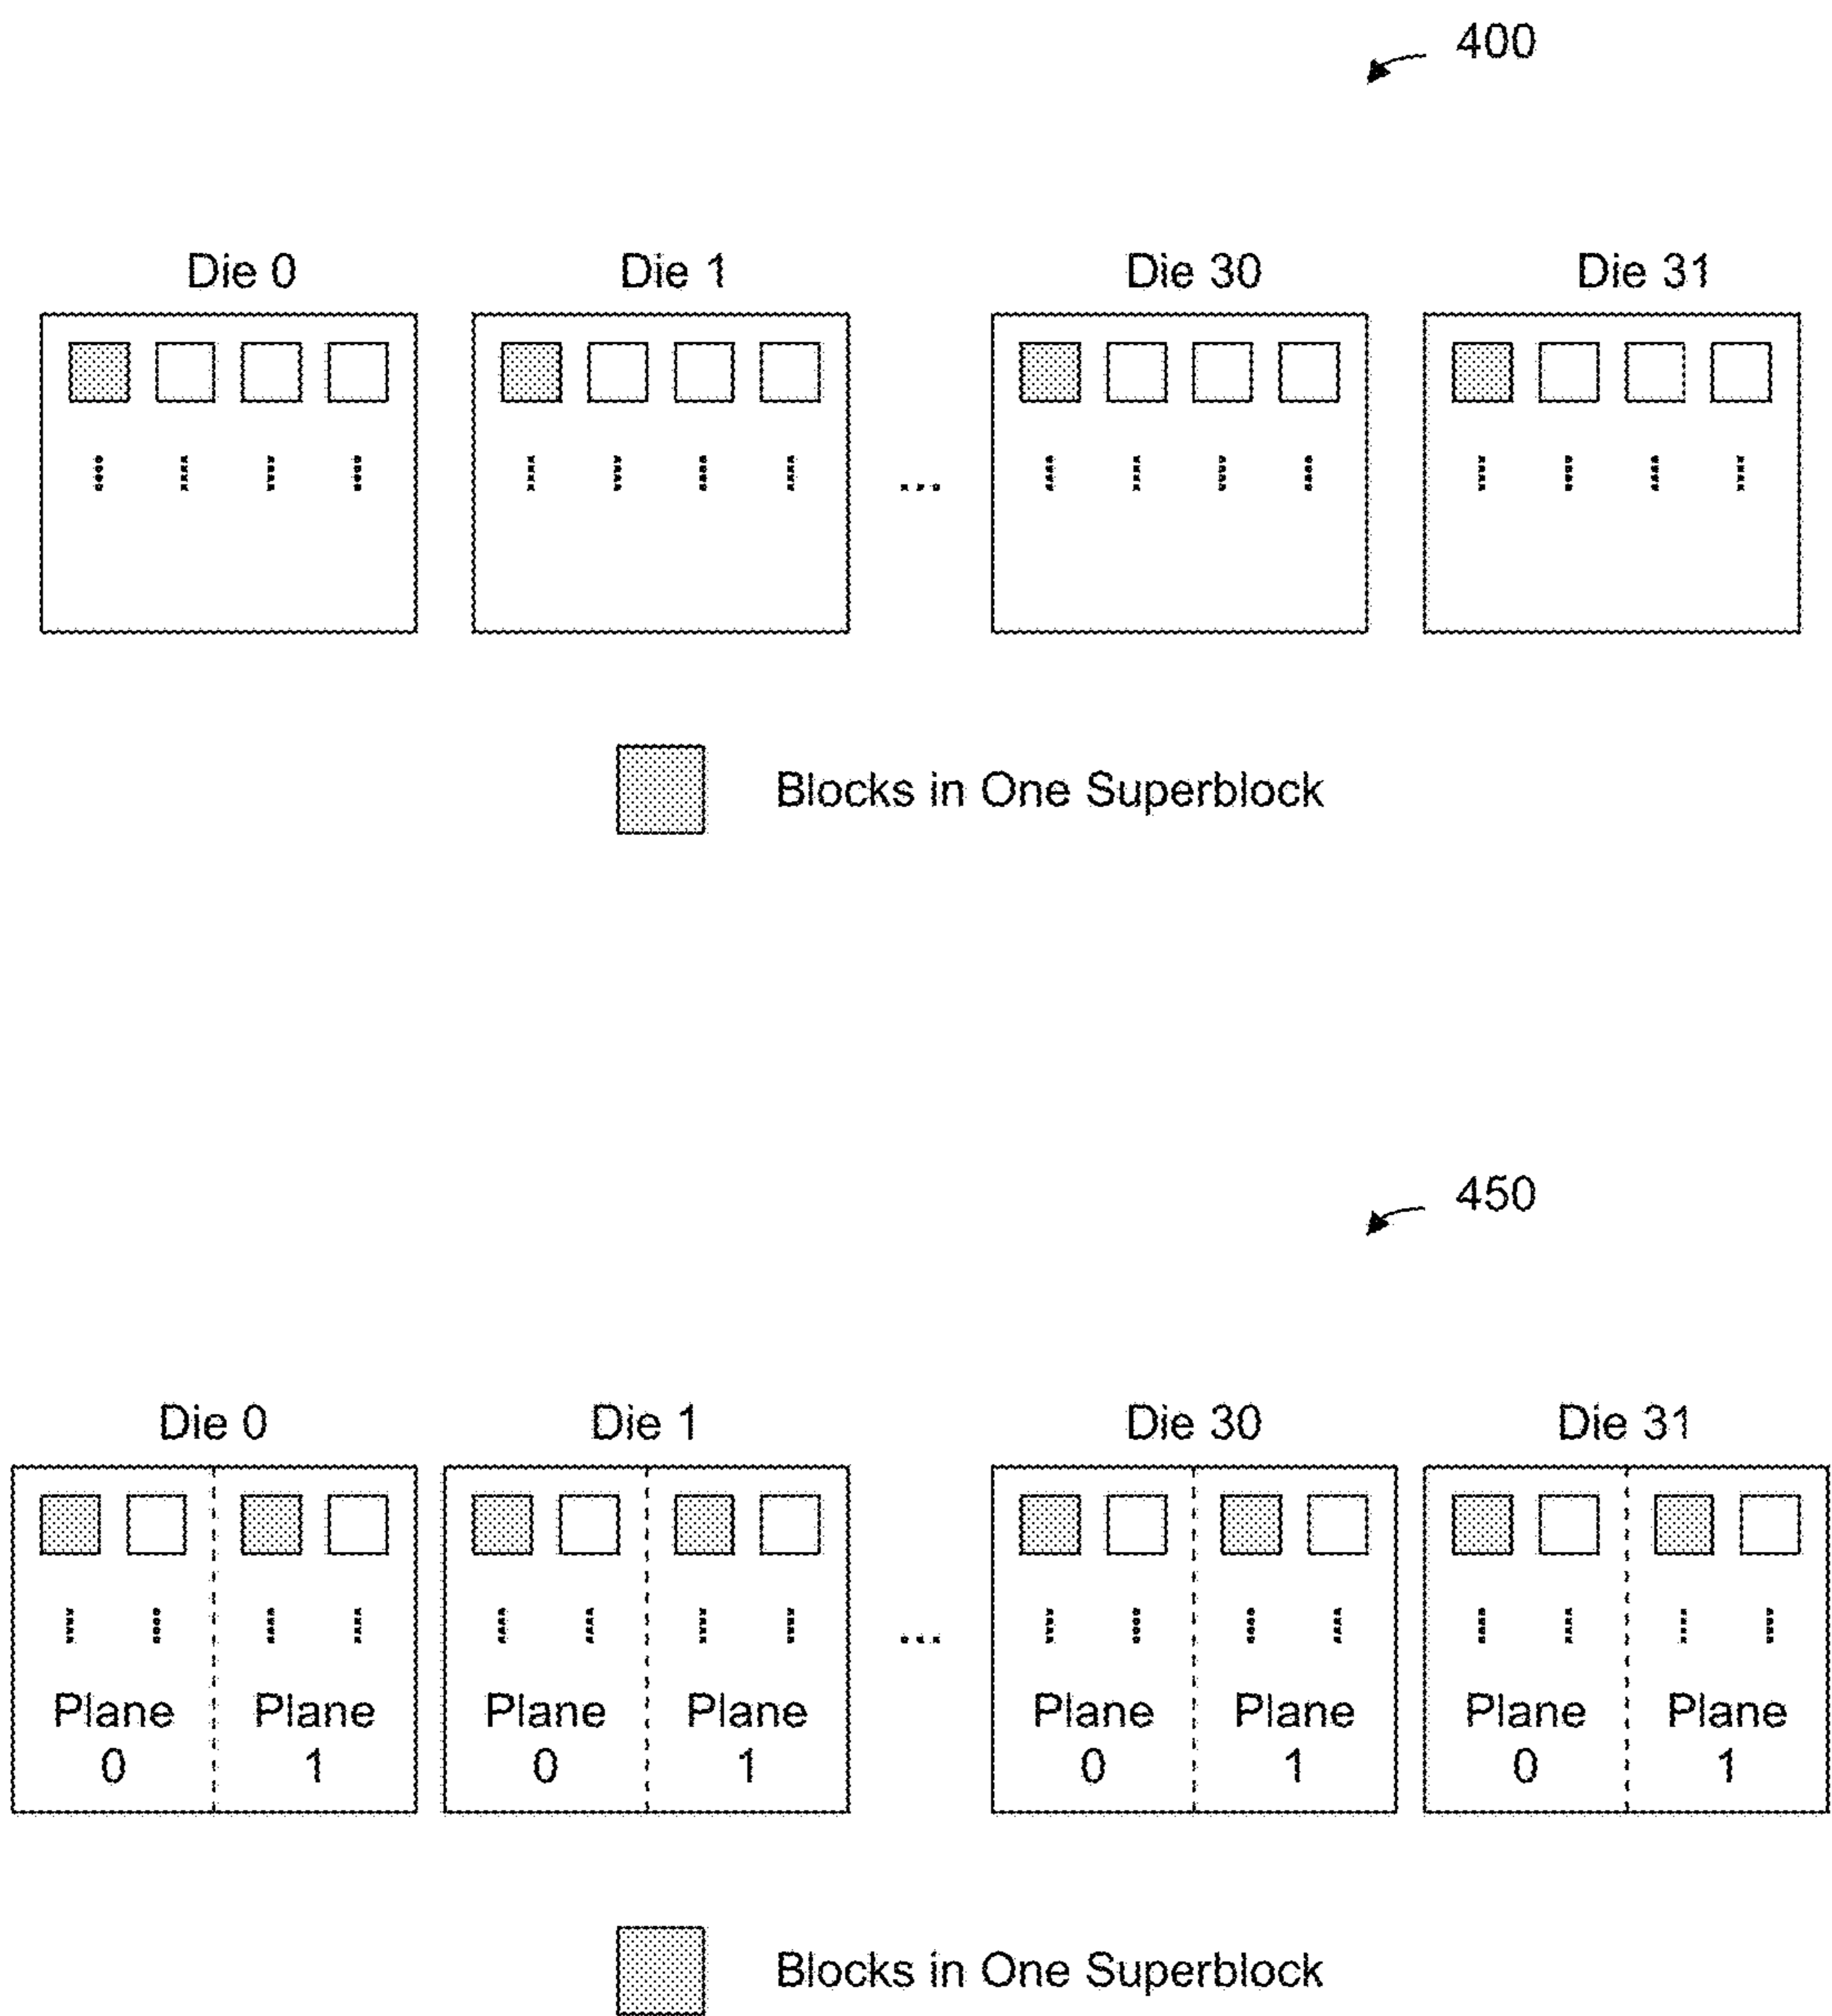 400
Die 0 Die 1 Die 30 Die 31
Blocks in One Superblock
450
Die 0 Die 1 Die 30 Die 31
Plane Plane Plane Plane Plane Plane Plane Plane
0 1 0 1 0 1 0 1
Blocks in One Superblock